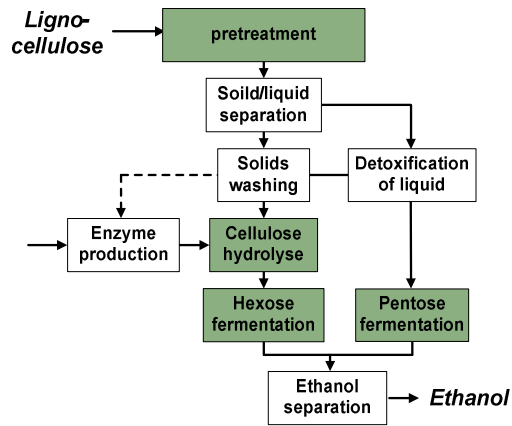 Ligno-
cellulose
pretreatment
Soild/liquid
separation
Solids
washing
Detoxification
of liquid
Enzyme
production
Cellulose
hydrolyse
Hexose
fermentation
Pentose
fermentation
Ethanol
separation
Ethanol